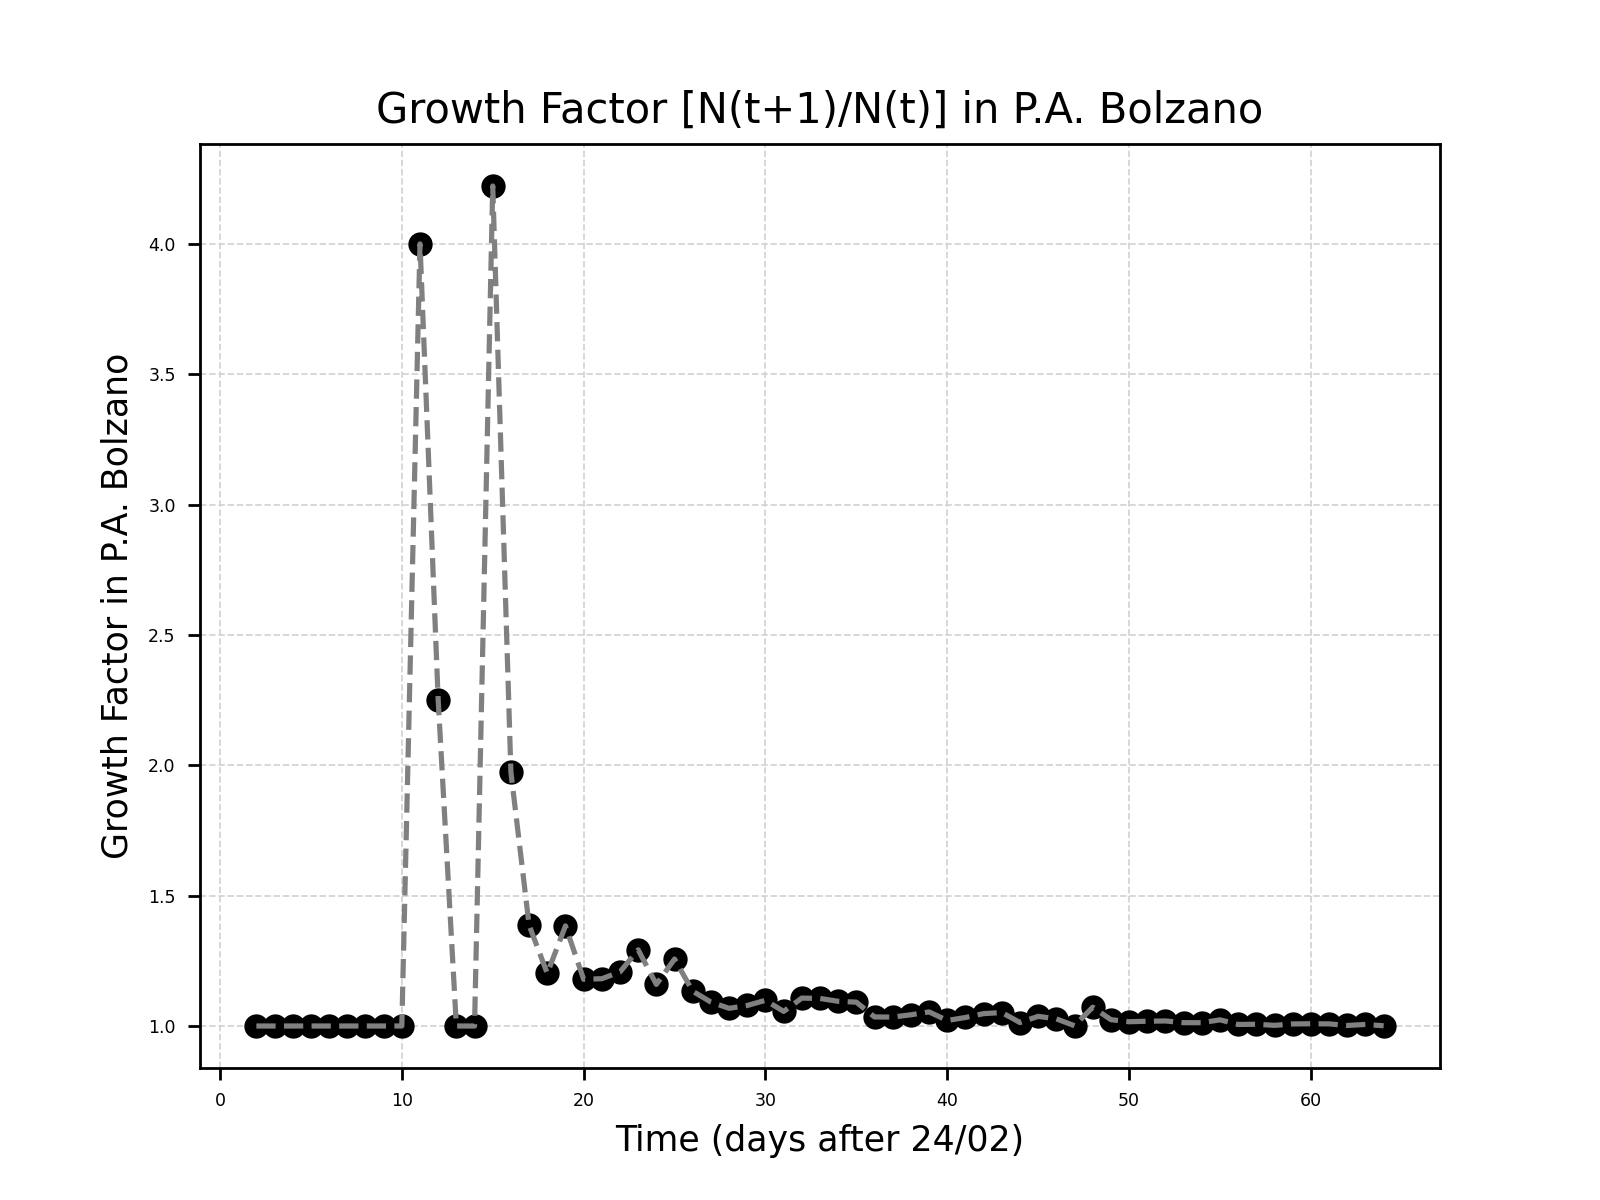 Growth Factor [N(t+1)/N(t)] in P.A. Bolzano
Growth Factor in P.A. Bolzano
4.0
3.5
3.0
2.5
2.0
1.5
1.0
0 10 20 30 40 50 60
Time (days after 24/02)